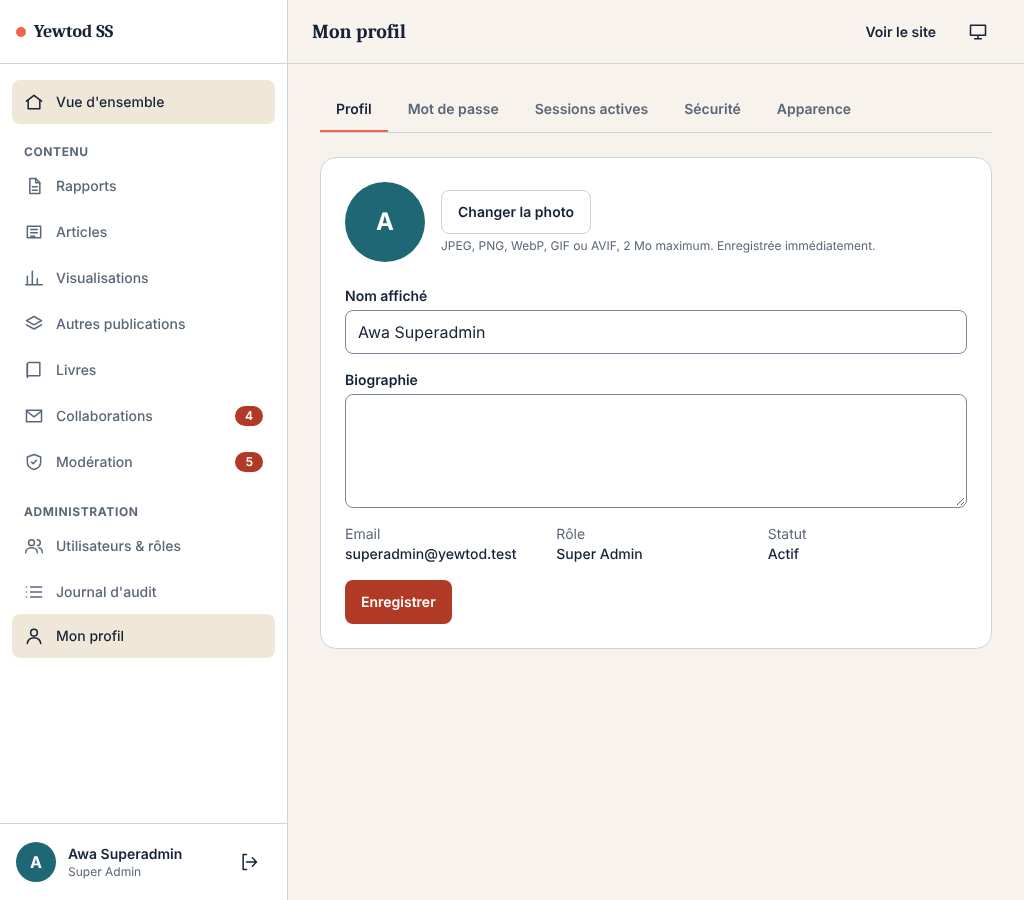 Yewtod SS
Mon profil
Voir le site
Vue d'ensemble
CONTENU
Rapports
Articles
Visualisations
Autres publications
Livres
Collaborations 4
Modération 5
ADMINISTRATION
Utilisateurs & rôles
Journal d'audit
Mon profil
A
Awa Superadmin
Super Admin
Profil Mot de passe Sessions actives Sécurité Apparence
A
Changer la photo
JPEG, PNG, WebP, GIF ou AVIF, 2 Mo maximum. Enregistrée immédiatement.
Nom affiché
Awa Superadmin
Biographie
Email Rôle Statut
superadmin@yewtod.test Super Admin Actif
Enregistrer